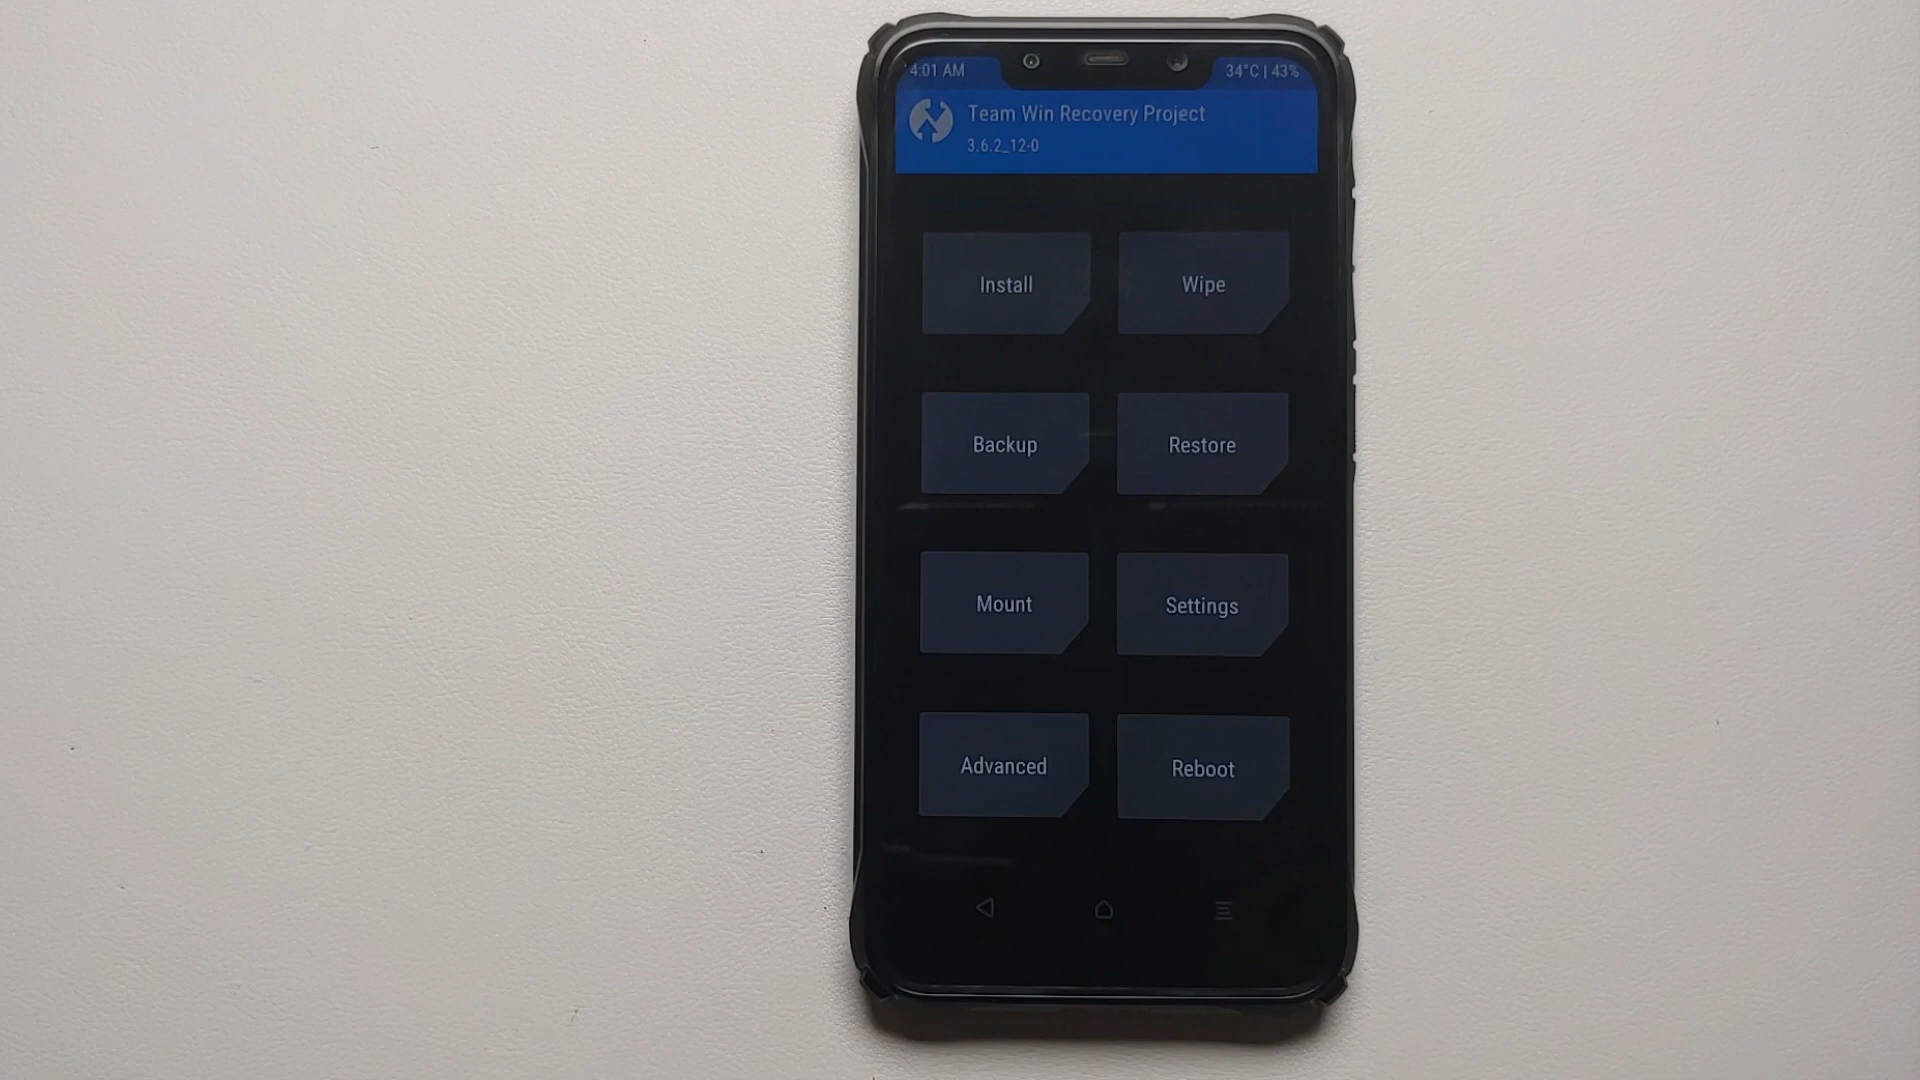 4:01 AM
34°C | 43%
Team Win Recovery Project
3.6.2_12-0
Install
Wipe
Backup
Restore
Mount
Settings
Advanced
Reboot